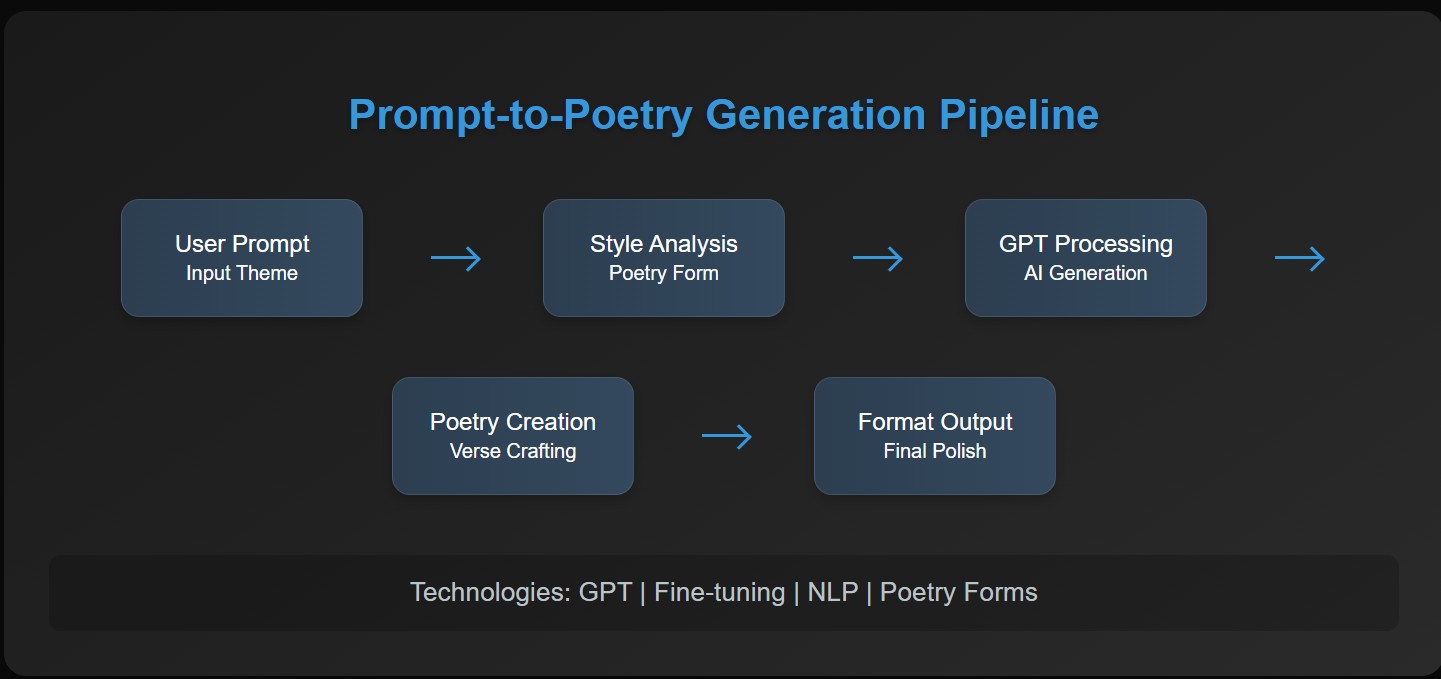 Prompt-to-Poetry Generation Pipeline
User Prompt
Input Theme
Style Analysis
Poetry Form
GPT Processing
AI Generation
Poetry Creation
Verse Crafting
Format Output
Final Polish
Technologies: GPT | Fine-tuning | NLP | Poetry Forms